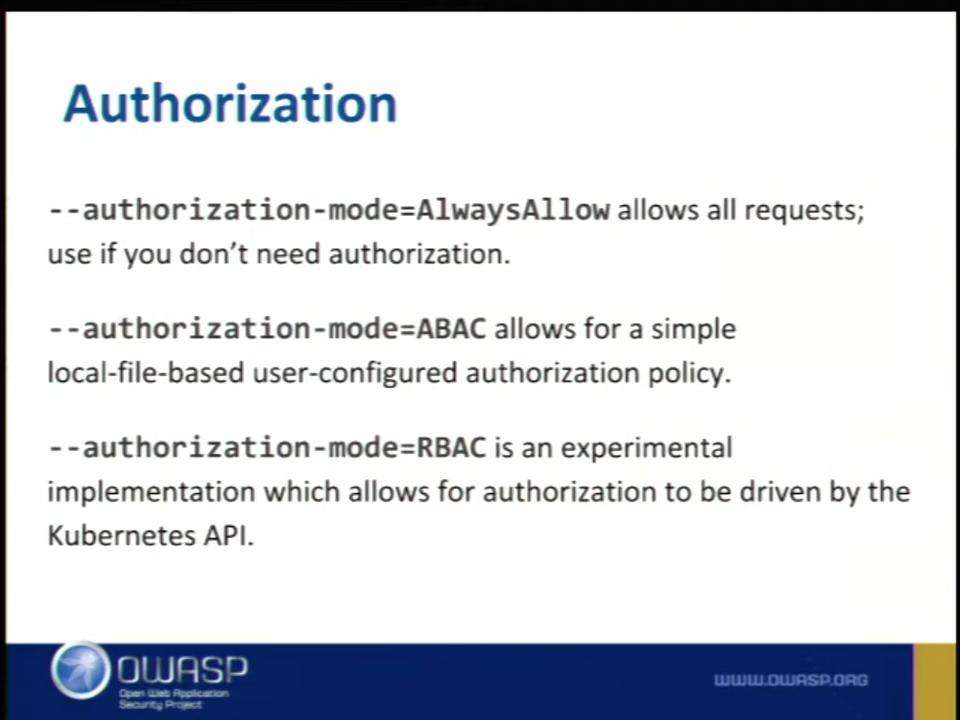 Authorization
--authorization-mode=AlwaysAllow allows all requests;
use if you don’t need authorization.
--authorization-mode=ABAC allows for a simple
local-file-based user-configured authorization policy.
--authorization-mode=RBAC is an experimental
implementation which allows for authorization to be driven by the
Kubernetes API.
OWASP
Open Web Application
Security Project
WWW.OWASP.ORG